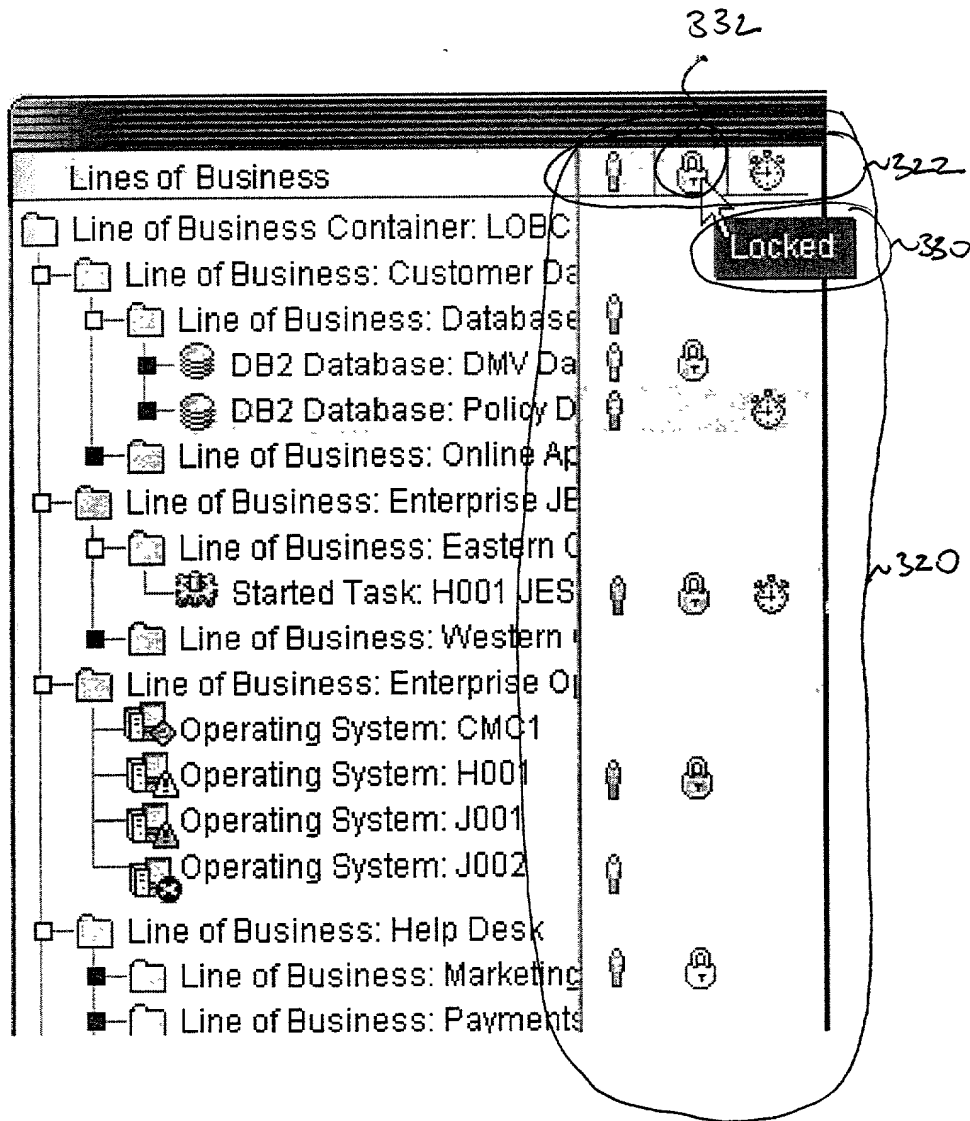 332
Lines of Business
~322
Line of Business Container: LOBC
Locked
~330
Line of Business: Customer Da
Line of Business: Database
DB2 Database: DMV Da
DB2 Database: Policy D
Line of Business: Online Ap
Line of Business: Enterprise JE
Line of Business: Eastern C
~320
Started Task: H001 JES
Line of Business: Western
Line of Business: Enterprise Op
Operating System: CMC1
Operating System: H001
Operating System: J001
Operating System: J002
Line of Business: Help Desk
Line of Business: Marketing
Line of Business: Payments